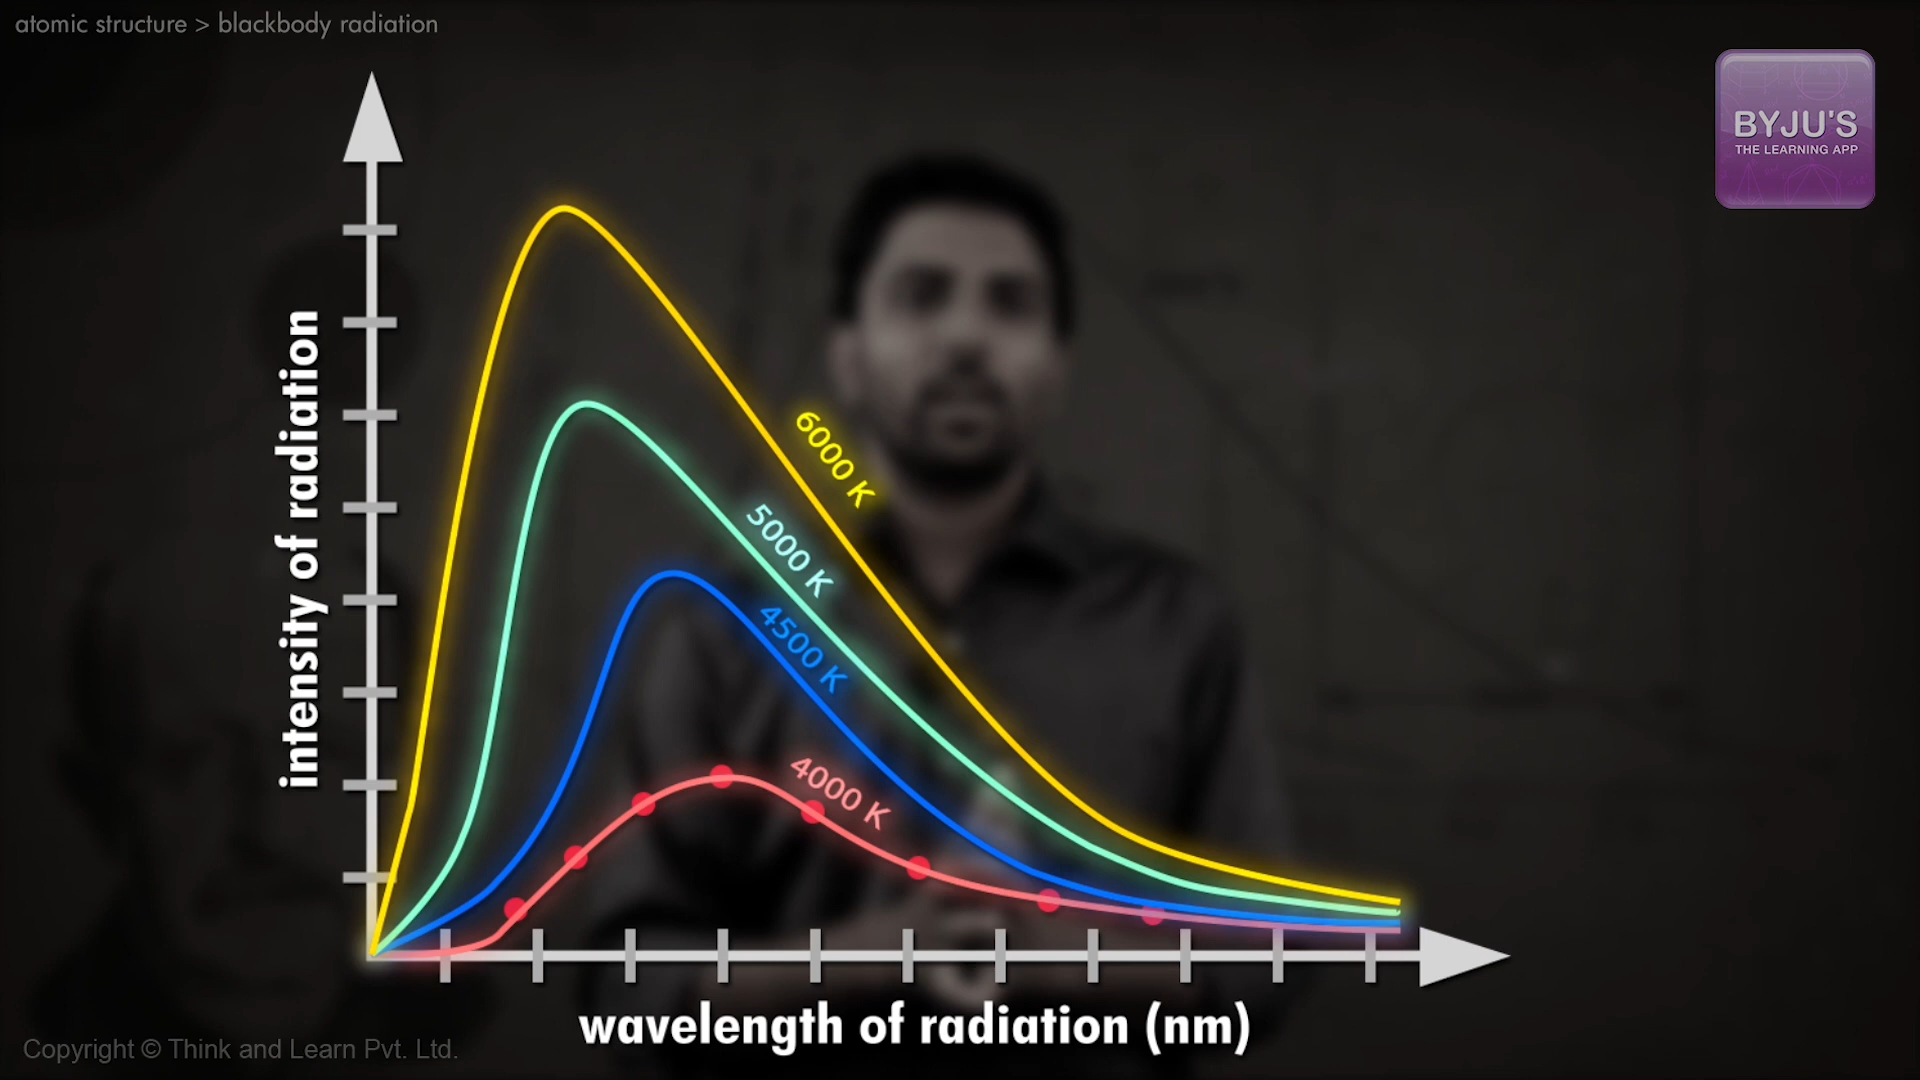 atomic structure > blackbody radiation
BYJU'S
THE LEARNING APP
intensity of radiation
6000 K
5000 K
4500 K
4000 K
wavelength of radiation (nm)
Copyright © Think and Learn Pvt. Ltd.